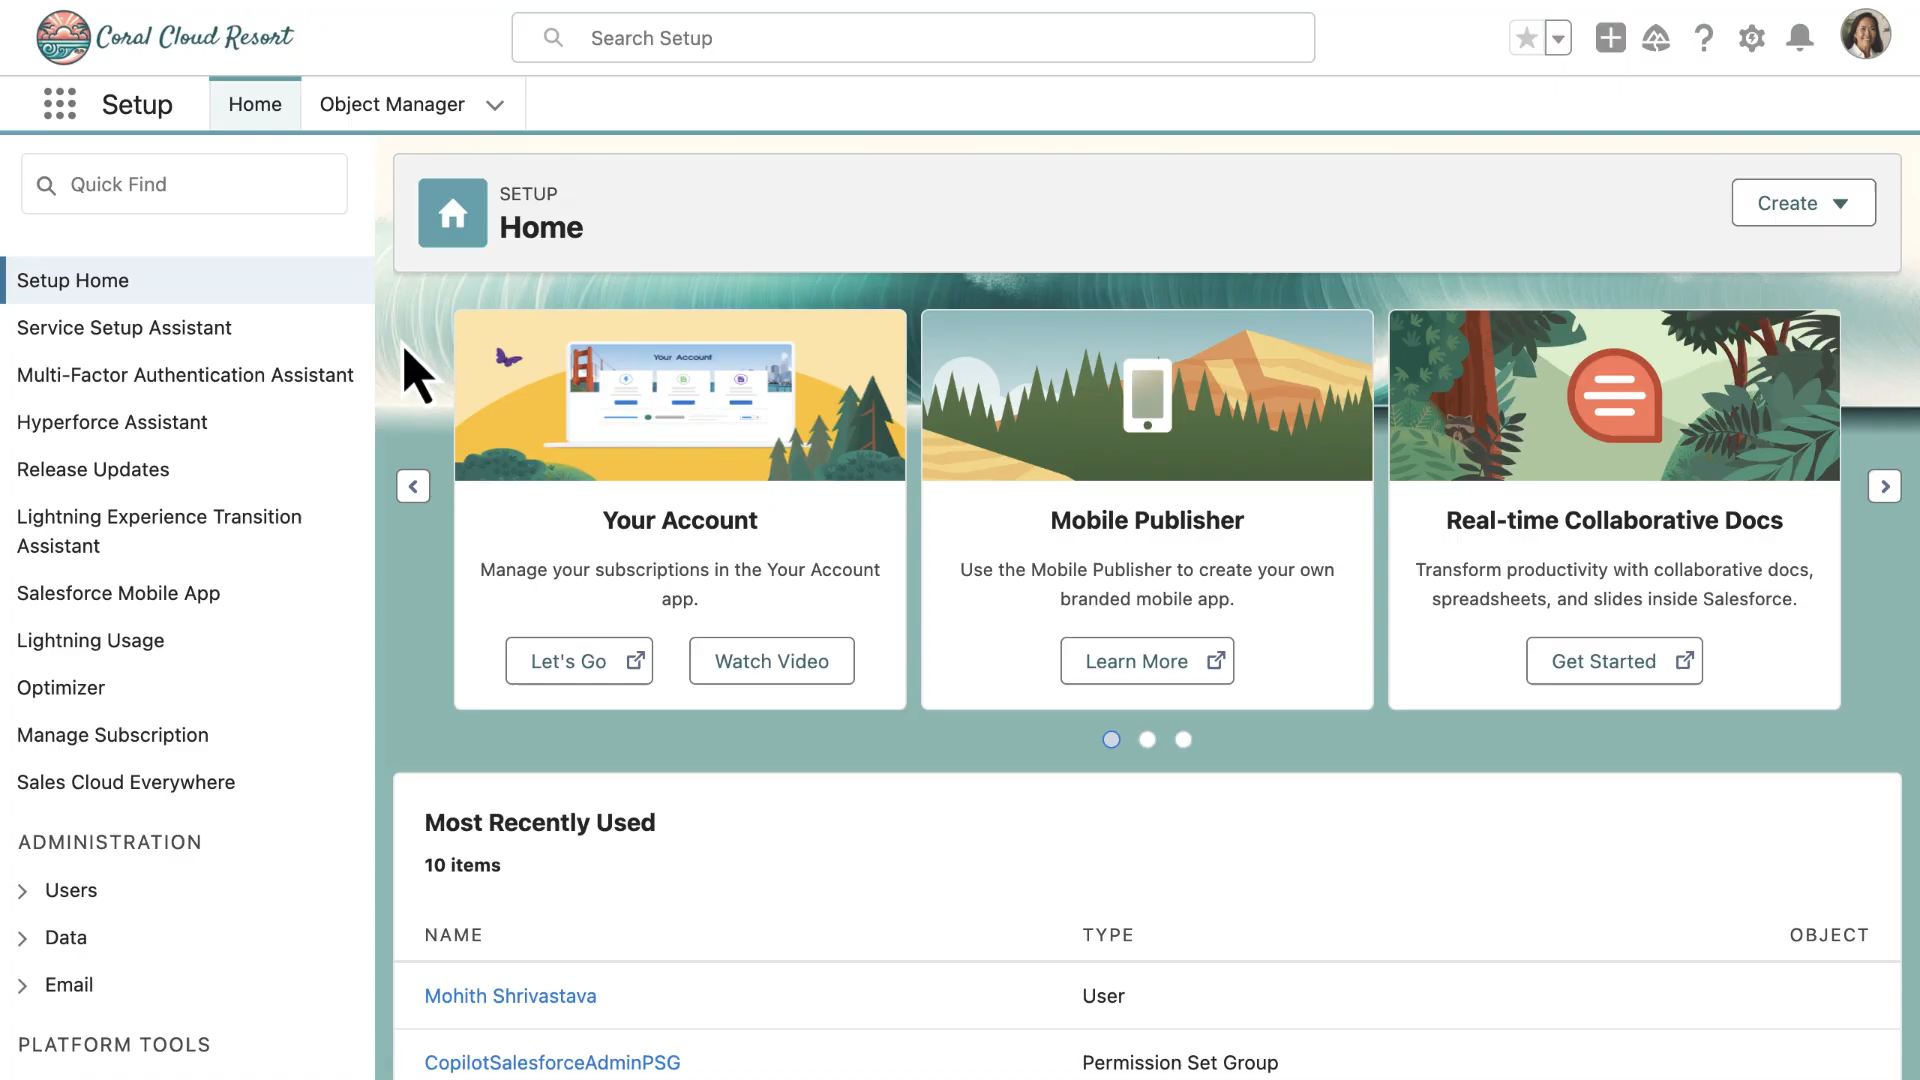 Coral Cloud Resort
Search Setup
Setup
Home
Object Manager
Quick Find
Setup Home
Service Setup Assistant
Multi-Factor Authentication Assistant
Hyperforce Assistant
Release Updates
Lightning Experience Transition
Assistant
Salesforce Mobile App
Lightning Usage
Optimizer
Manage Subscription
Sales Cloud Everywhere
ADMINISTRATION
Users
Data
Email
PLATFORM TOOLS
SETUP
Home
Create
Your Account
Your Account
Manage your subscriptions in the Your Account
app.
Let's Go
Watch Video
Mobile Publisher
Use the Mobile Publisher to create your own
branded mobile app.
Learn More
Real-time Collaborative Docs
Transform productivity with collaborative docs,
spreadsheets, and slides inside Salesforce.
Get Started
Most Recently Used
10 items
NAME
TYPE
OBJECT
Mohith Shrivastava
User
CopilotSalesforceAdminPSG
Permission Set Group